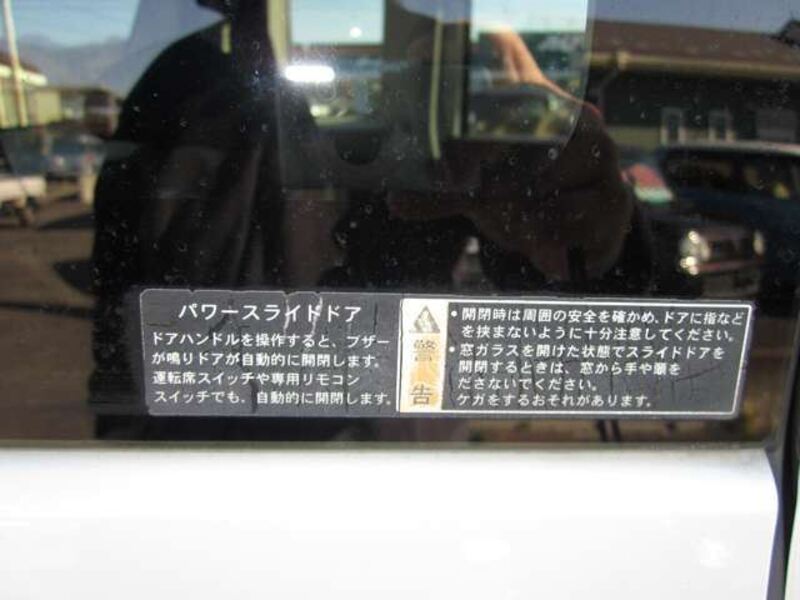 パワースライドドア
ドアハンドルを操作すると、ブザー
が鳴りドアが自動的に開閉します。
運転席スイッチや専用リモコン
スイッチでも、自動的に開閉します。
警
告
・開閉時は周囲の安全を確かめ、ドアに指など
を挟まないように十分注意してください。
・窓ガラスを開けた状態でスライドドアを
開閉するときは、窓から手や顔を
ださないでください。
ケガをするおそれがあります。